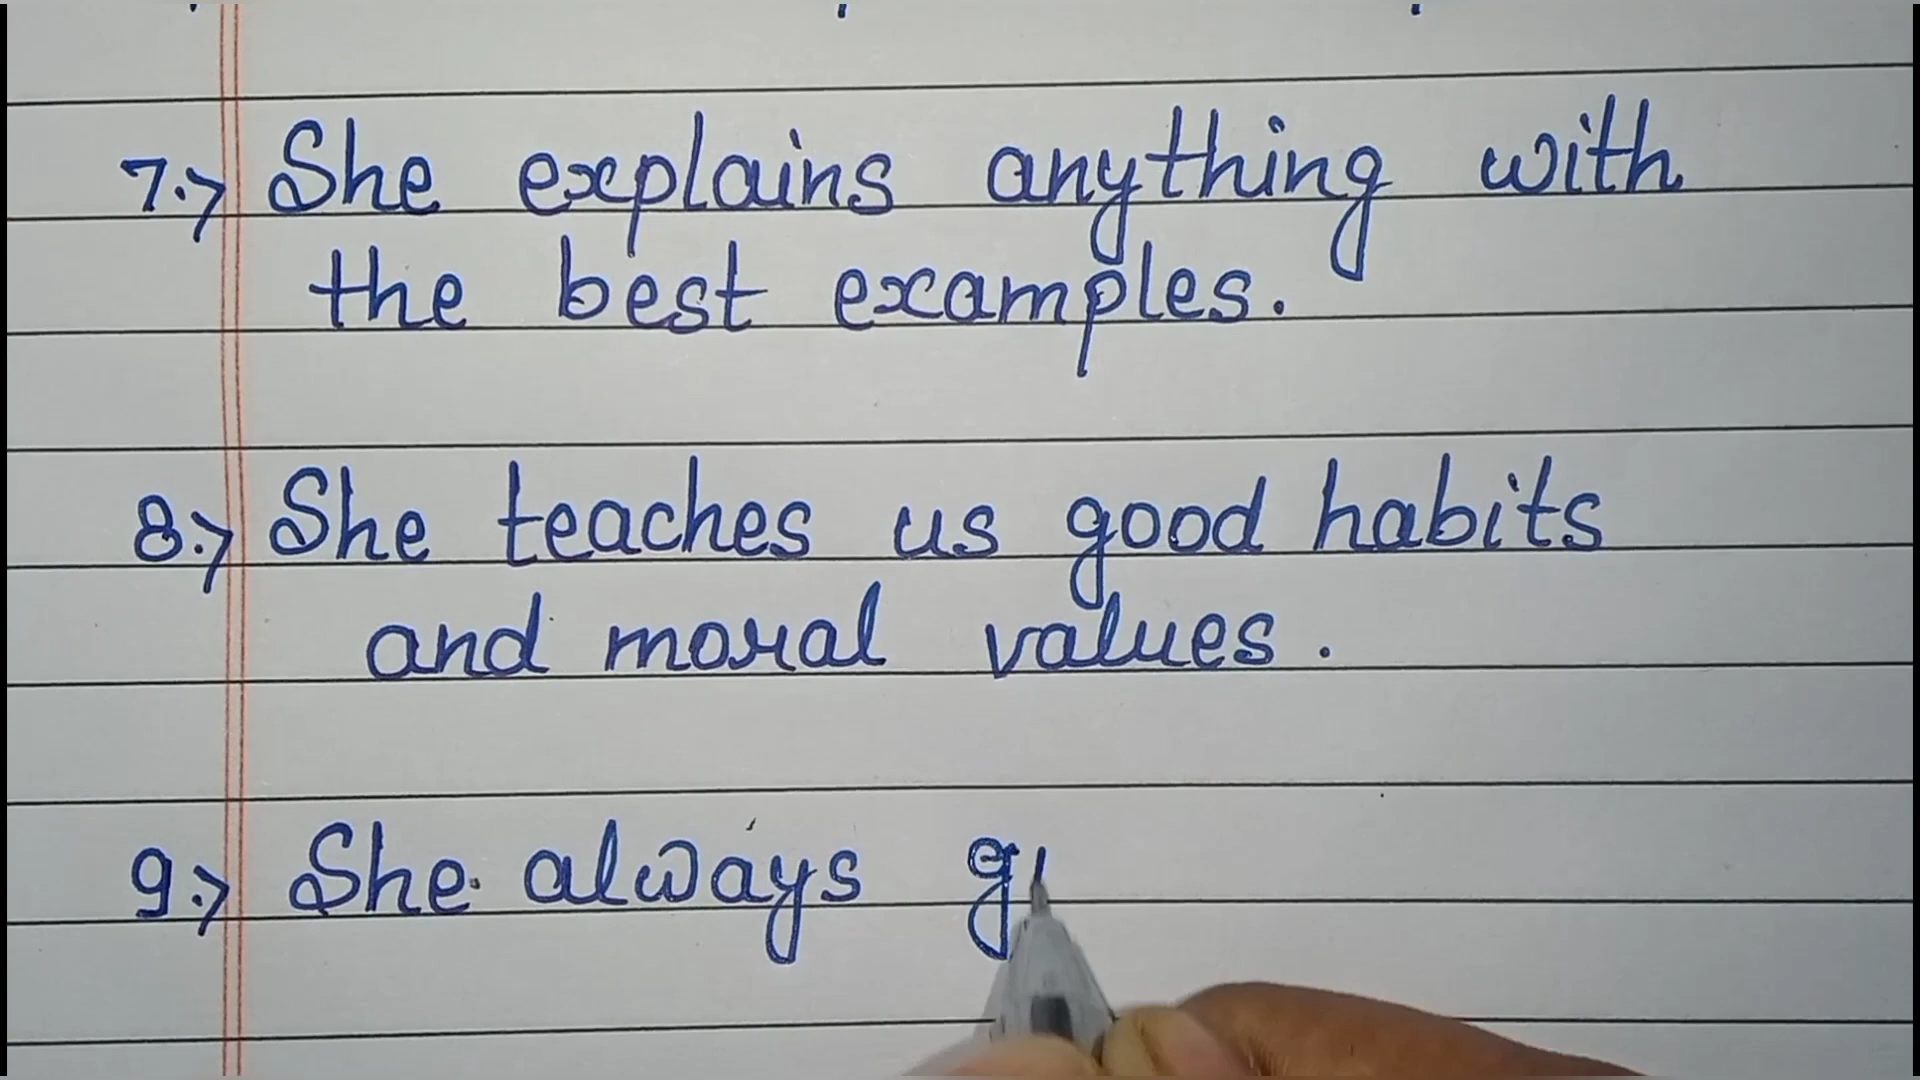 7.> She explains anything with
the best examples.
8.> She teaches us good habits
and moral values.
9.> She always g